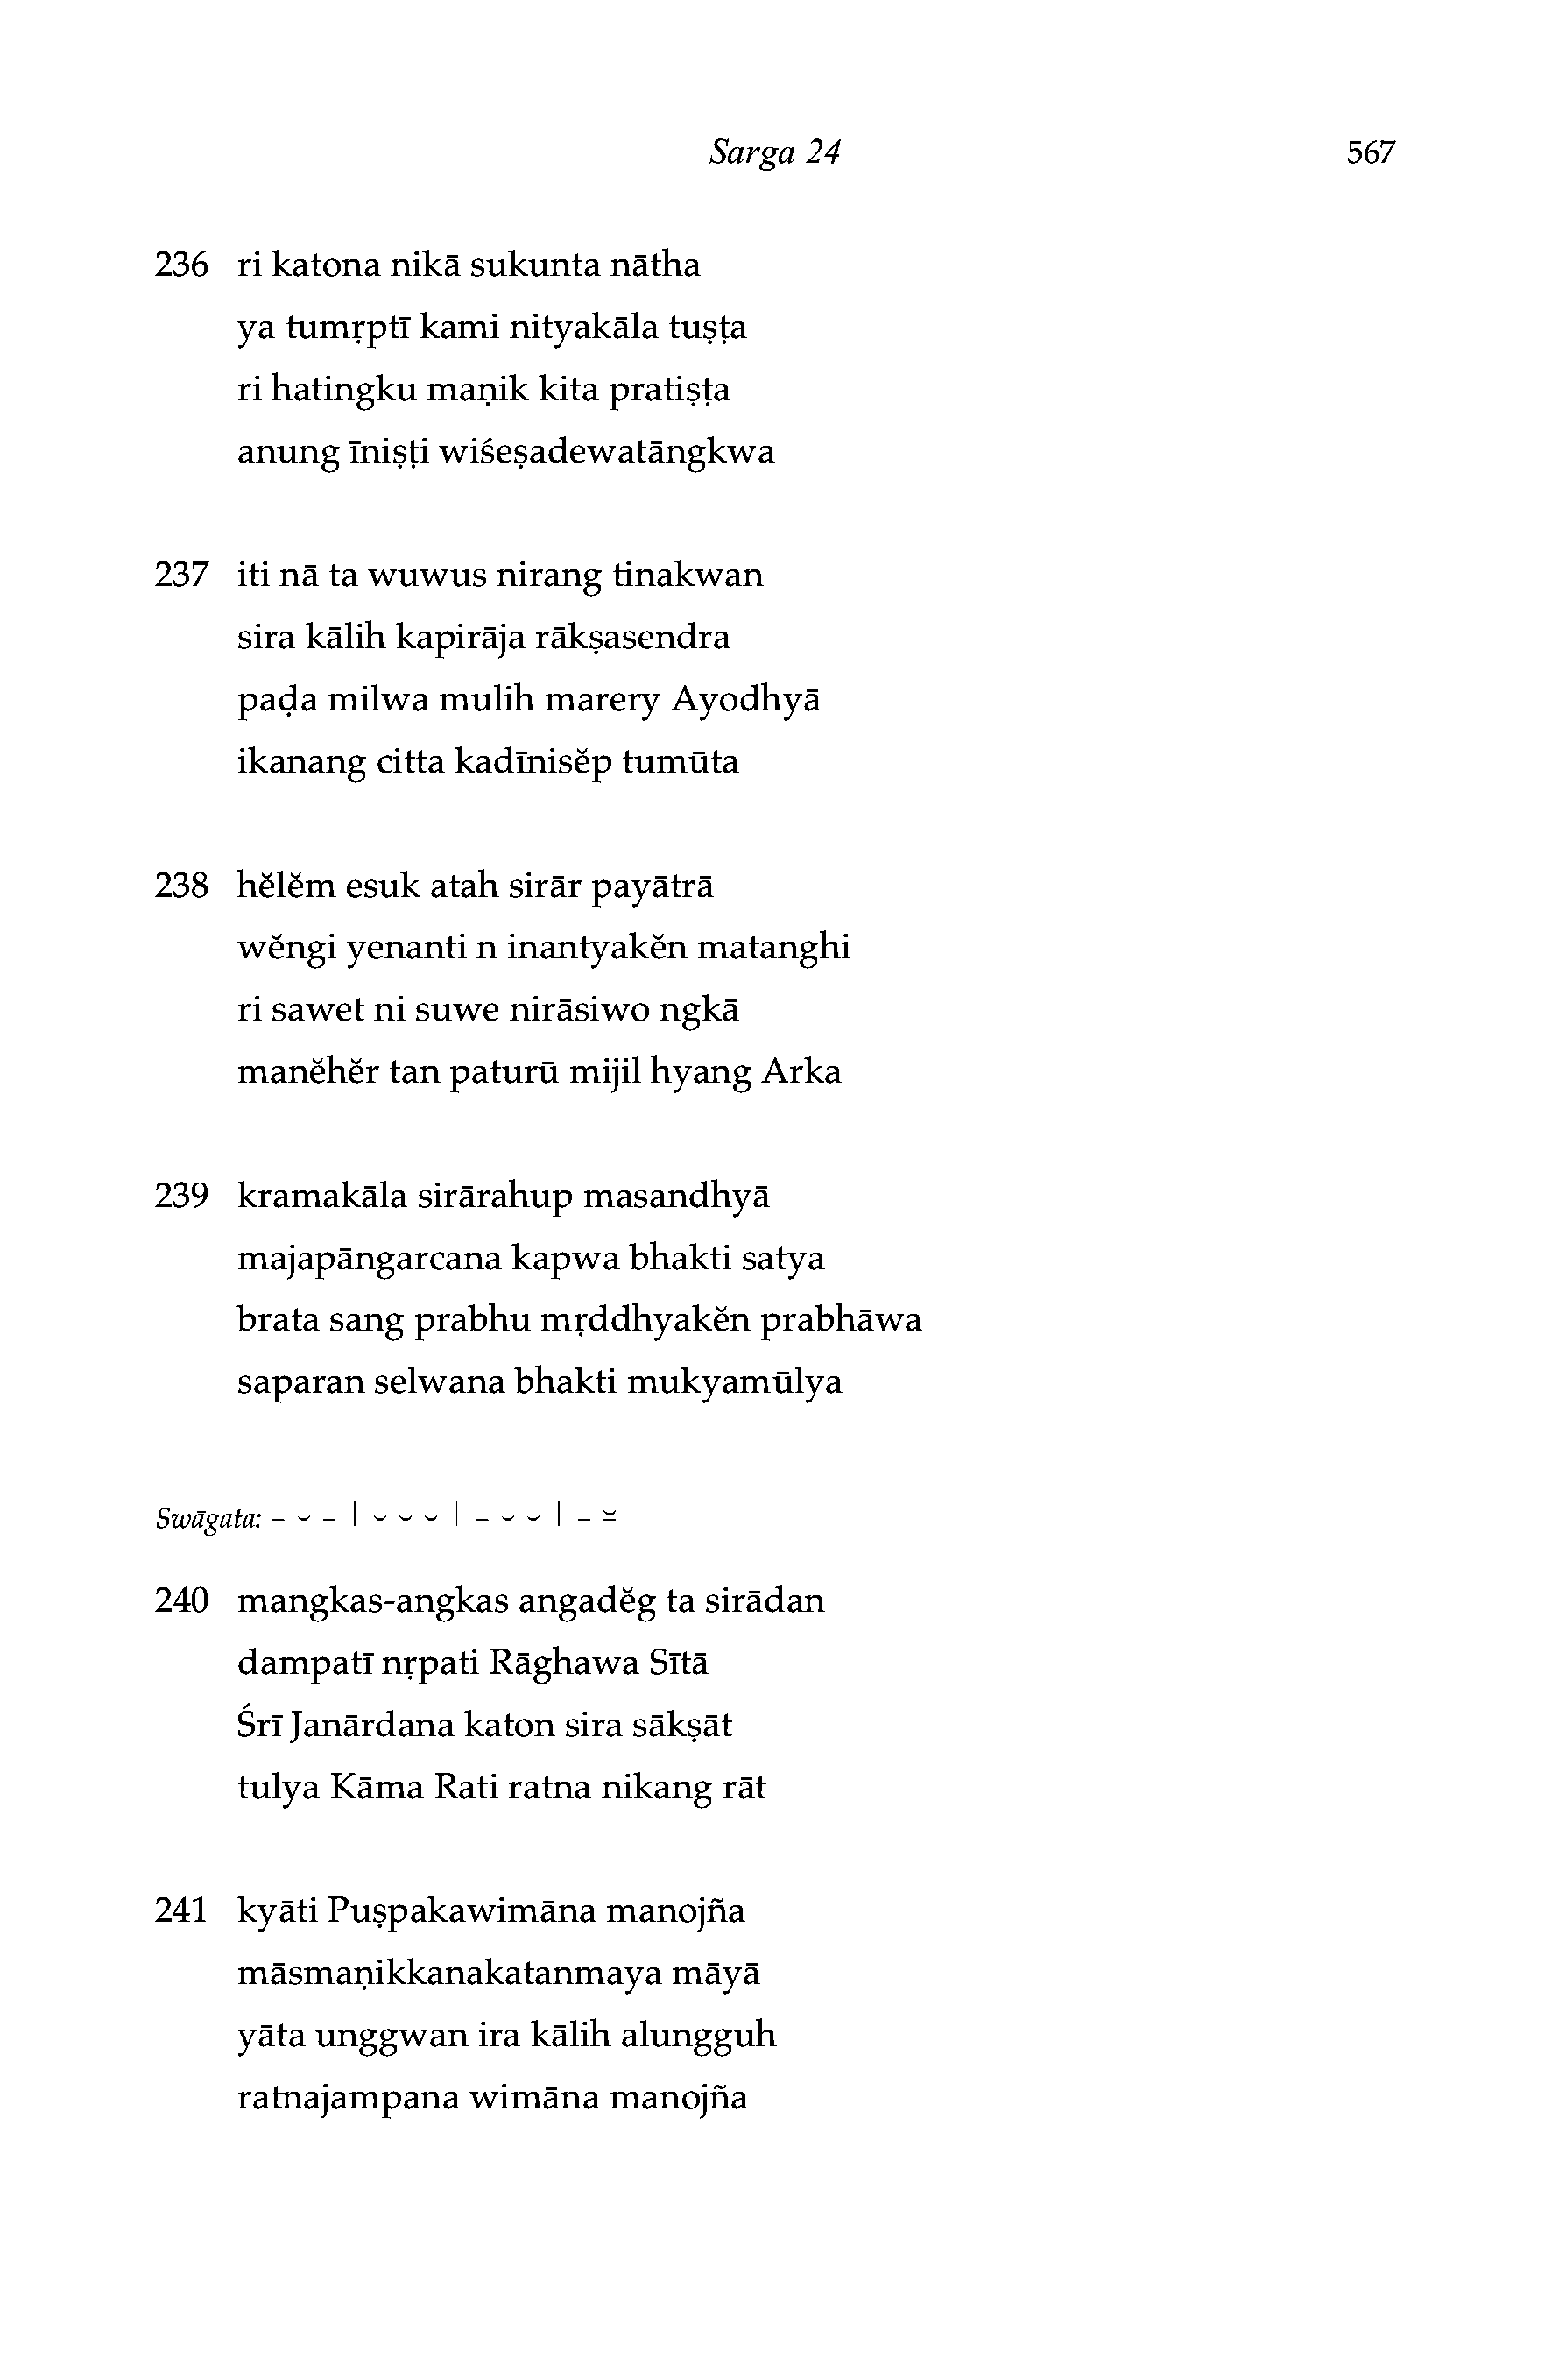 Sarga 24 567
236 ri katona nikā sukunta nātha
ya tumṛptī kami nityakāla tuṣṭa
ri hatingku maṇik kita pratiṣṭa
anung īniṣṭi wiśeṣadewatāngkwa
237 iti nā ta wuwus nirang tinakwan
sira kālih kapirāja rākṣasendra
paḍa milwa mulih marery Ayodhyā
ikanang citta kadīnisĕp tumūta
238 hĕlĕm esuk atah sirār payātrā
wĕngi yenanti n inantyakĕn matanghi
ri sawet ni suwe nirāsiwo ngkā
manĕhĕr tan paturū mijil hyang Arka
239 kramakāla sirārahup masandhyā
majapāngarcana kapwa bhakti satya
brata sang prabhu mṛddhyakĕn prabhāwa
saparan selwana bhakti mukyamūlya
Swāgata: – ⏑ – | ⏑ ⏑ ⏑ | – ⏑ ⏑ | – ⏓
240 mangkas-angkas angadĕg ta sirādan
dampatī nṛpati Rāghawa Sītā
Śrī Janārdana katon sira sākṣāt
tulya Kāma Rati ratna nikang rāt
241 kyāti Puṣpakawimāna manojña
māsmaṇikkanakatanmaya māyā
yāta unggwan ira kālih alungguh
ratnajampana wimāna manojña